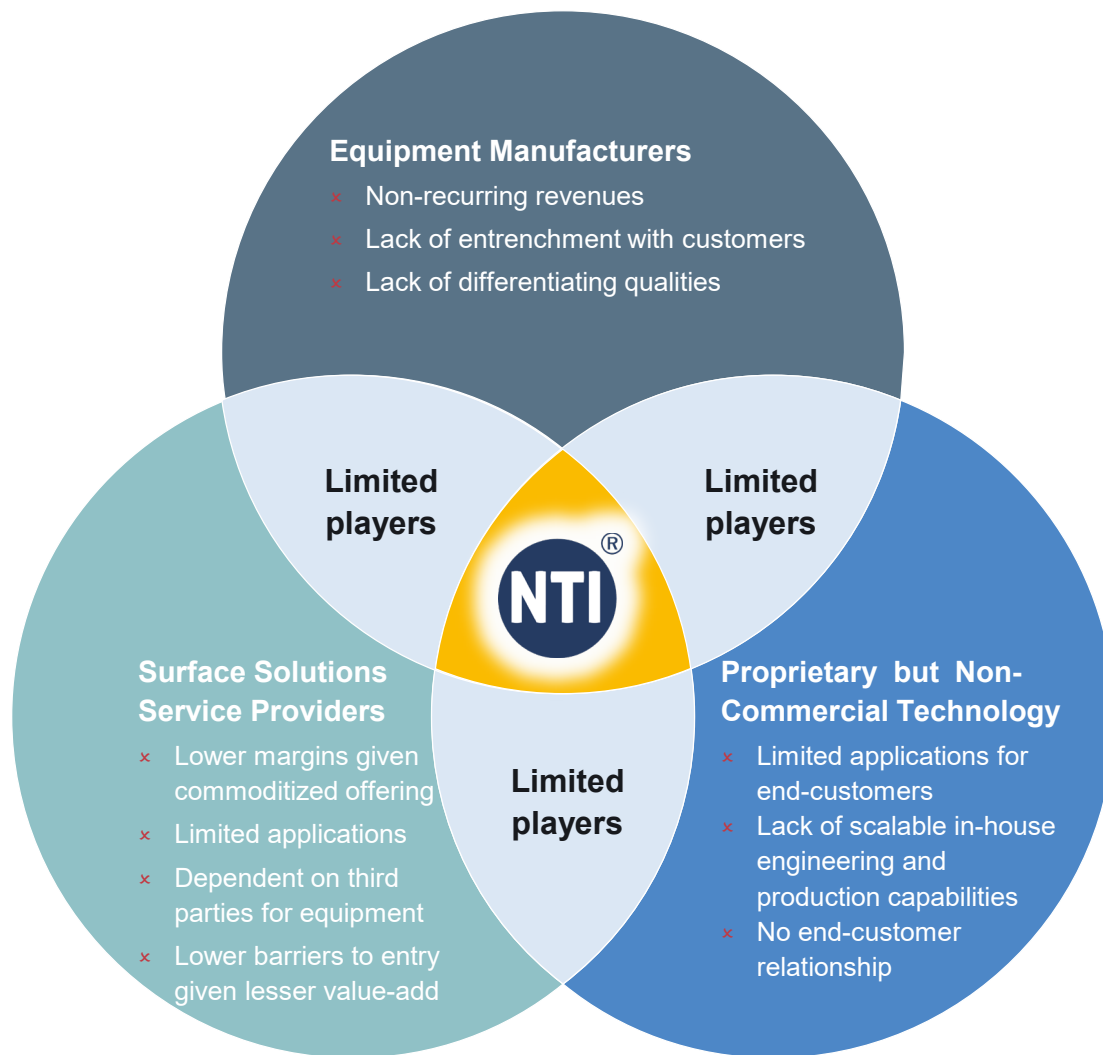 Equipment Manufacturers
× Non-recurring revenues
× Lack of entrenchment with customers
× Lack of differentiating qualities
Limited
players
Limited
players
NTI®
Surface Solutions
Service Providers
× Lower margins given
commoditized offering
× Limited applications
× Dependent on third
parties for equipment
× Lower barriers to entry
given lesser value-add
Limited
players
Proprietary but Non-
Commercial Technology
× Limited applications for
end-customers
× Lack of scalable in-house
engineering and
production capabilities
× No end-customer
relationship